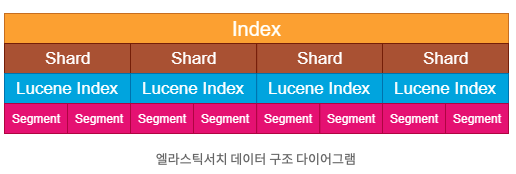 Index
Shard Shard Shard Shard
Lucene Index Lucene Index Lucene Index Lucene Index
Segment Segment Segment Segment Segment Segment Segment Segment
엘라스틱서치 데이터 구조 다이어그램